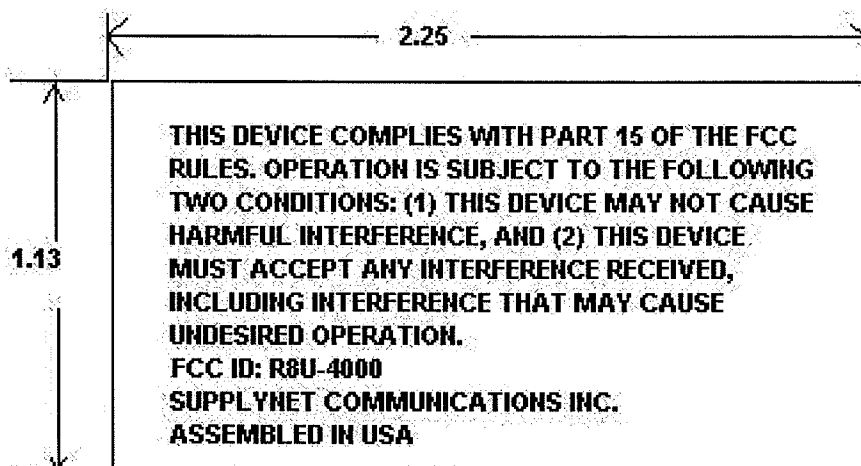 2.25
THIS DEVICE COMPLIES WITH PART 15 OF THE FCC
RULES. OPERATION IS SUBJECT TO THE FOLLOWING
TWO CONDITIONS: (1) THIS DEVICE MAY NOT CAUSE
HARMFUL INTERFERENCE, AND (2) THIS DEVICE
1.13
MUST ACCEPT ANY INTERFERENCE RECEIVED,
INCLUDING INTERFERENCE THAT MAY CAUSE
UNDESIRED OPERATION.
FCC ID: R8U-4000
SUPPLYNET COMMUNICATIONS INC.
ASSEMBLED IN USA